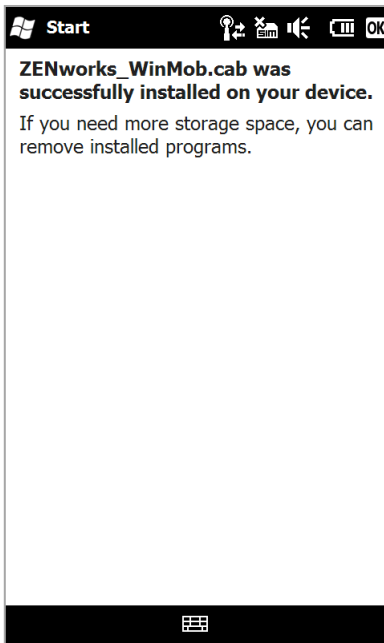 Start
Sim
OK
ZENworks_WinMob.cab was
successfully installed on your device.
If you need more storage space, you can
remove installed programs.